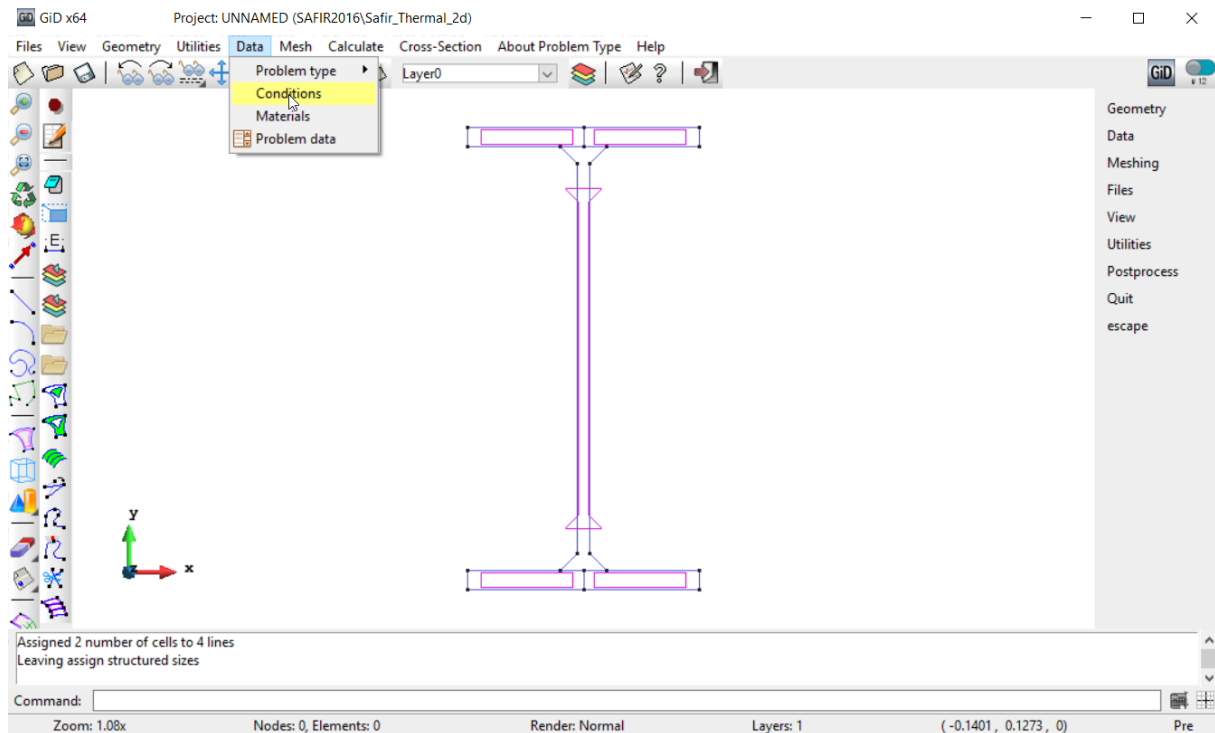 GiD GiD x64 Project: UNNAMED (SAFIR2016\Safir_Thermal_2d)
Files View Geometry Utilities Data Mesh Calculate Cross-Section About Problem Type Help
Layer0 ? GiD
Problem type
Conditions
Materials
Problem data
Geometry
Data
Meshing
Files
View
Utilities
Postprocess
Quit
escape
E
y
z x
Assigned 2 number of cells to 4 lines
Leaving assign structured sizes
Command:
Zoom: 1.08x Nodes: 0, Elements: 0 Render: Normal Layers: 1 ( -0.1401 , 0.1273 , 0) Pre